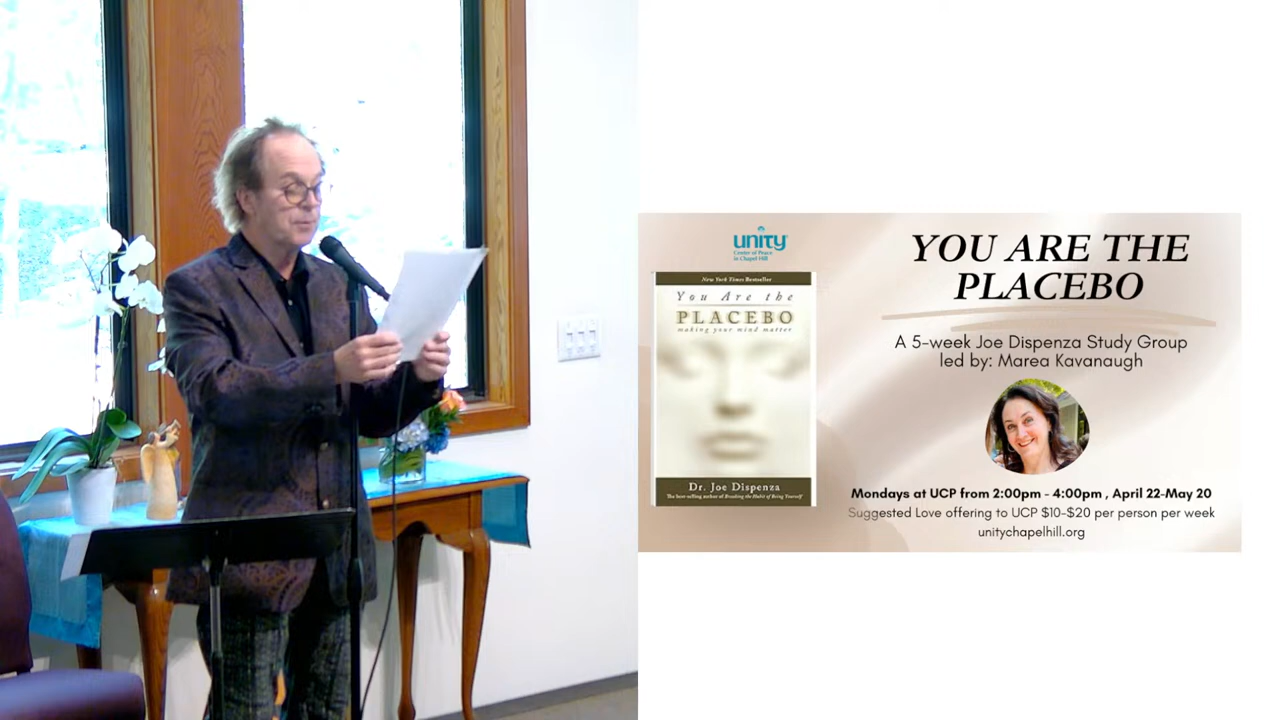 unity
Center of Peace
in Chapel Hill
YOU ARE THE
PLACEBO
New York Times Bestseller
You Are the
PLACEBO
making your mind matter
Dr. Joe Dispenza
The best-selling author of Breaking the Habit of Being Yourself
A 5-week Joe Dispenza Study Group
led by: Marea Kavanaugh
Mondays at UCP from 2:00pm - 4:00pm , April 22-May 20
Suggested Love offering to UCP $10-$20 per person per week
unitychapelhill.org